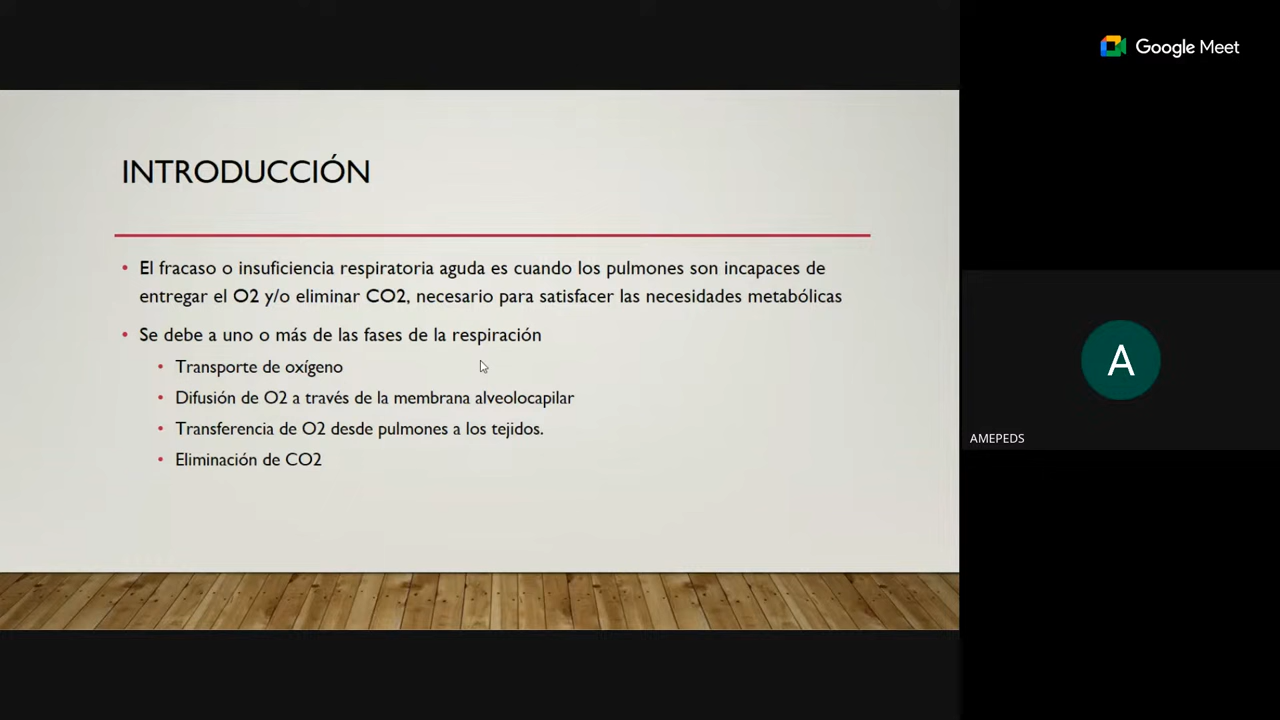 Google Meet
INTRODUCCIÓN
• El fracaso o insuficiencia respiratoria aguda es cuando los pulmones son incapaces de
entregar el O2 y/o eliminar CO2, necesario para satisfacer las necesidades metabólicas
• Se debe a uno o más de las fases de la respiración
• Transporte de oxígeno
• Difusión de O2 a través de la membrana alveolocapilar
• Transferencia de O2 desde pulmones a los tejidos.
• Eliminación de CO2
A
AMEPEDS